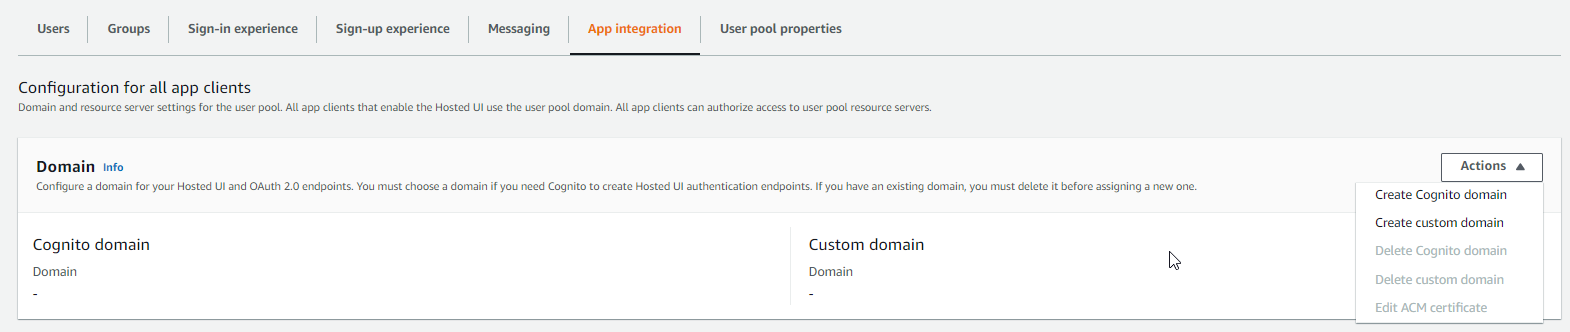 Users Groups Sign-in experience Sign-up experience Messaging App integration User pool properties
Configuration for all app clients
Domain and resource server settings for the user pool. All app clients that enable the Hosted UI use the user pool domain. All app clients can authorize access to user pool resource servers.
Domain Info
Configure a domain for your Hosted UI and OAuth 2.0 endpoints. You must choose a domain if you need Cognito to create Hosted UI authentication endpoints. If you have an existing domain, you must delete it before assigning a new one.
Actions
Create Cognito domain
Create custom domain
Delete Cognito domain
Delete custom domain
Edit ACM certificate
Cognito domain
Domain
-
Custom domain
Domain
-